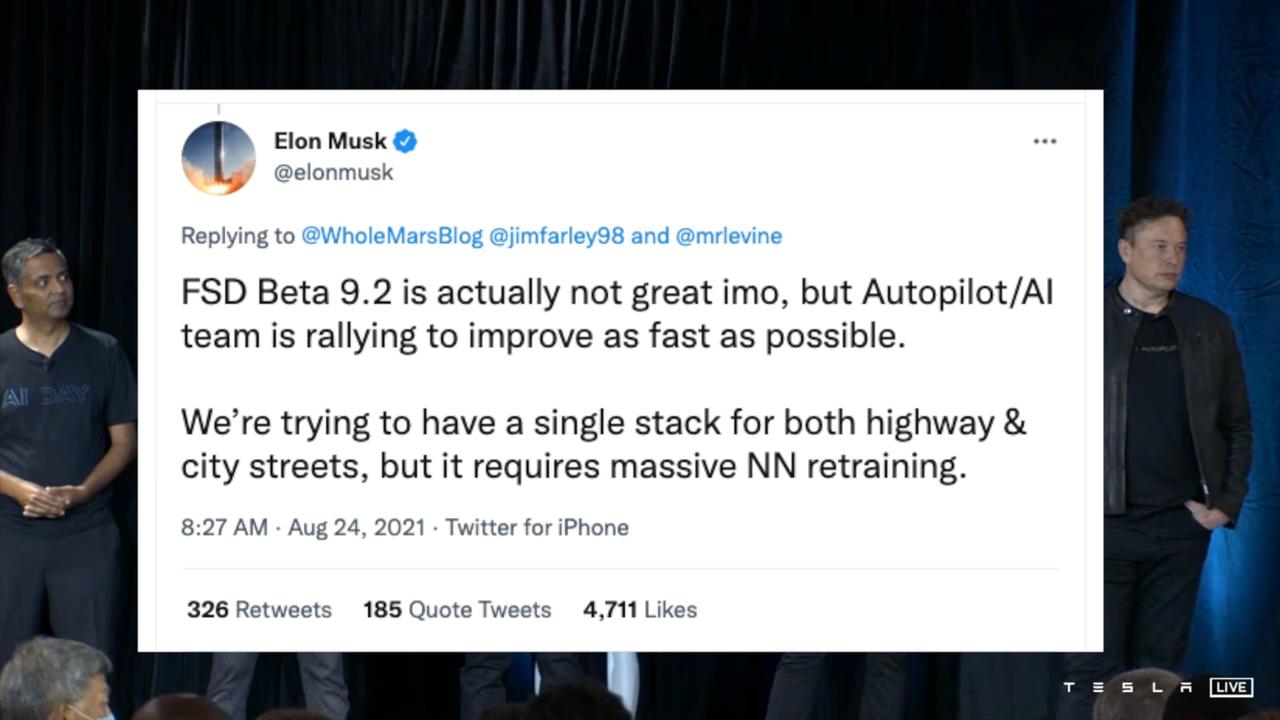 Elon Musk
@elonmusk
Replying to @WholeMarsBlog @jimfarley98 and @mrlevine
FSD Beta 9.2 is actually not great imo, but Autopilot/AI
team is rallying to improve as fast as possible.
We’re trying to have a single stack for both highway &
city streets, but it requires massive NN retraining.
8:27 AM · Aug 24, 2021 · Twitter for iPhone
326 Retweets 185 Quote Tweets 4,711 Likes
AI DAY
AUTOPILOT
TESLA LIVE